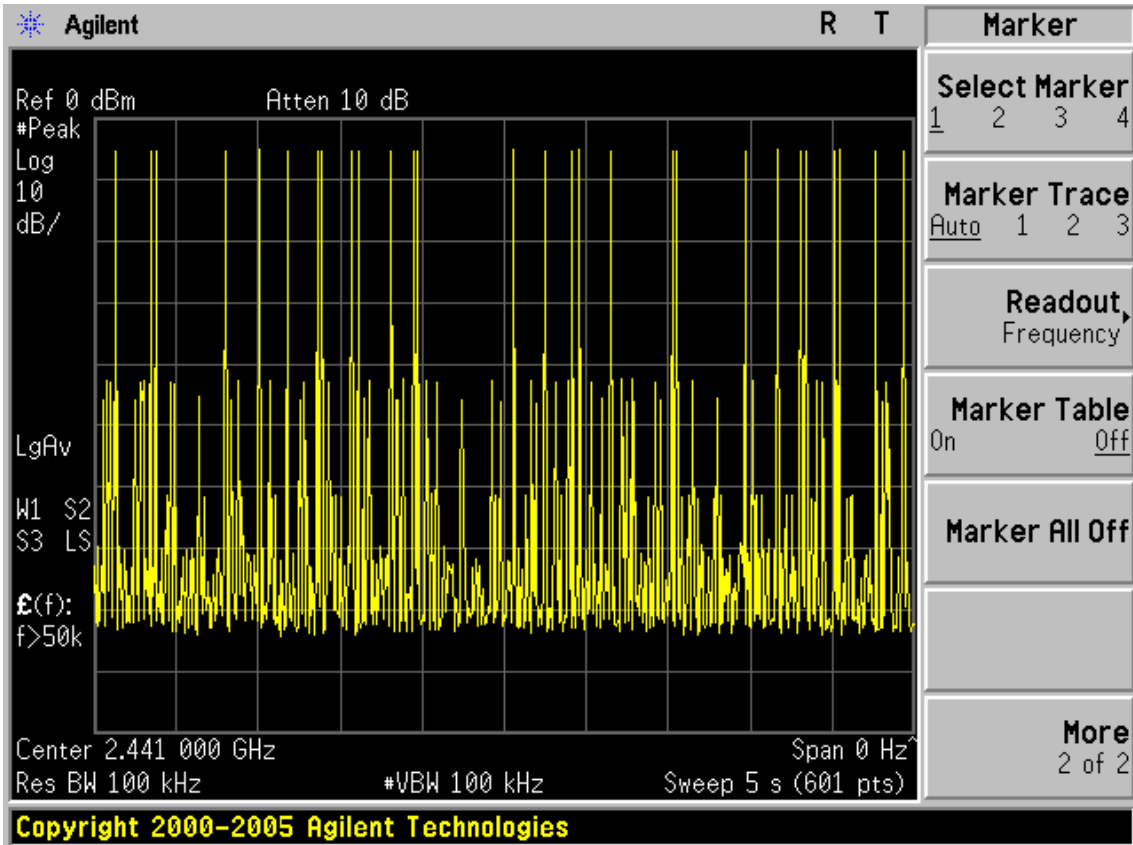 Agilent R T
Ref 0 dBm Atten 10 dB
#Peak
Log
10
dB/
LgAv
W1 S2
S3 LS
£(f):
f>50k
Center 2.441 000 GHz Span 0 Hz^
Res BW 100 kHz #VBW 100 kHz Sweep 5 s (601 pts)
Copyright 2000-2005 Agilent Technologies
Marker
Select Marker
1 2 3 4
Marker Trace
Auto 1 2 3
Readout
Frequency
Marker Table
On Off
Marker All Off
More
2 of 2